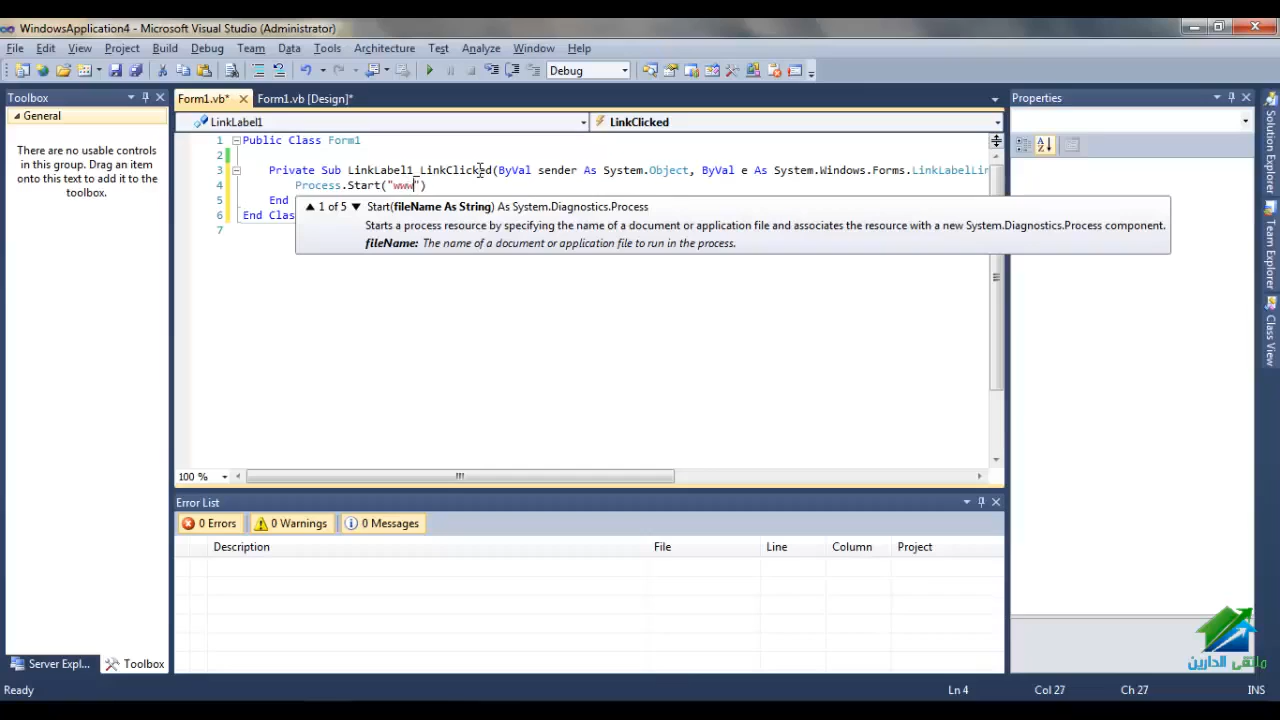 WindowsApplication4 - Microsoft Visual Studio (Administrator)
File Edit View Project Build Debug Team Data Tools Architecture Test Analyze Window Help
Debug
Toolbox
General
There are no usable controls
in this group. Drag an item
onto this text to add it to the
toolbox.
Server Expl... Toolbox
Form1.vb* Form1.vb [Design]*
LinkLabel1 LinkClicked
1 Public Class Form1
2
3 Private Sub LinkLabel1_LinkClicked(ByVal sender As System.Object, ByVal e As System.Windows.Forms.LinkLabelLin
4 Process.Start("www")
5 End
6 End Clas
7
1 of 5 Start(fileName As String) As System.Diagnostics.Process
Starts a process resource by specifying the name of a document or application file and associates the resource with a new System.Diagnostics.Process component.
fileName: The name of a document or application file to run in the process.
100 %
Error List
0 Errors 0 Warnings 0 Messages
Description File Line Column Project
Properties
Solution Explorer
Team Explorer
Class View
ملتقى الدارين
Ready Ln 4 Col 27 Ch 27 INS